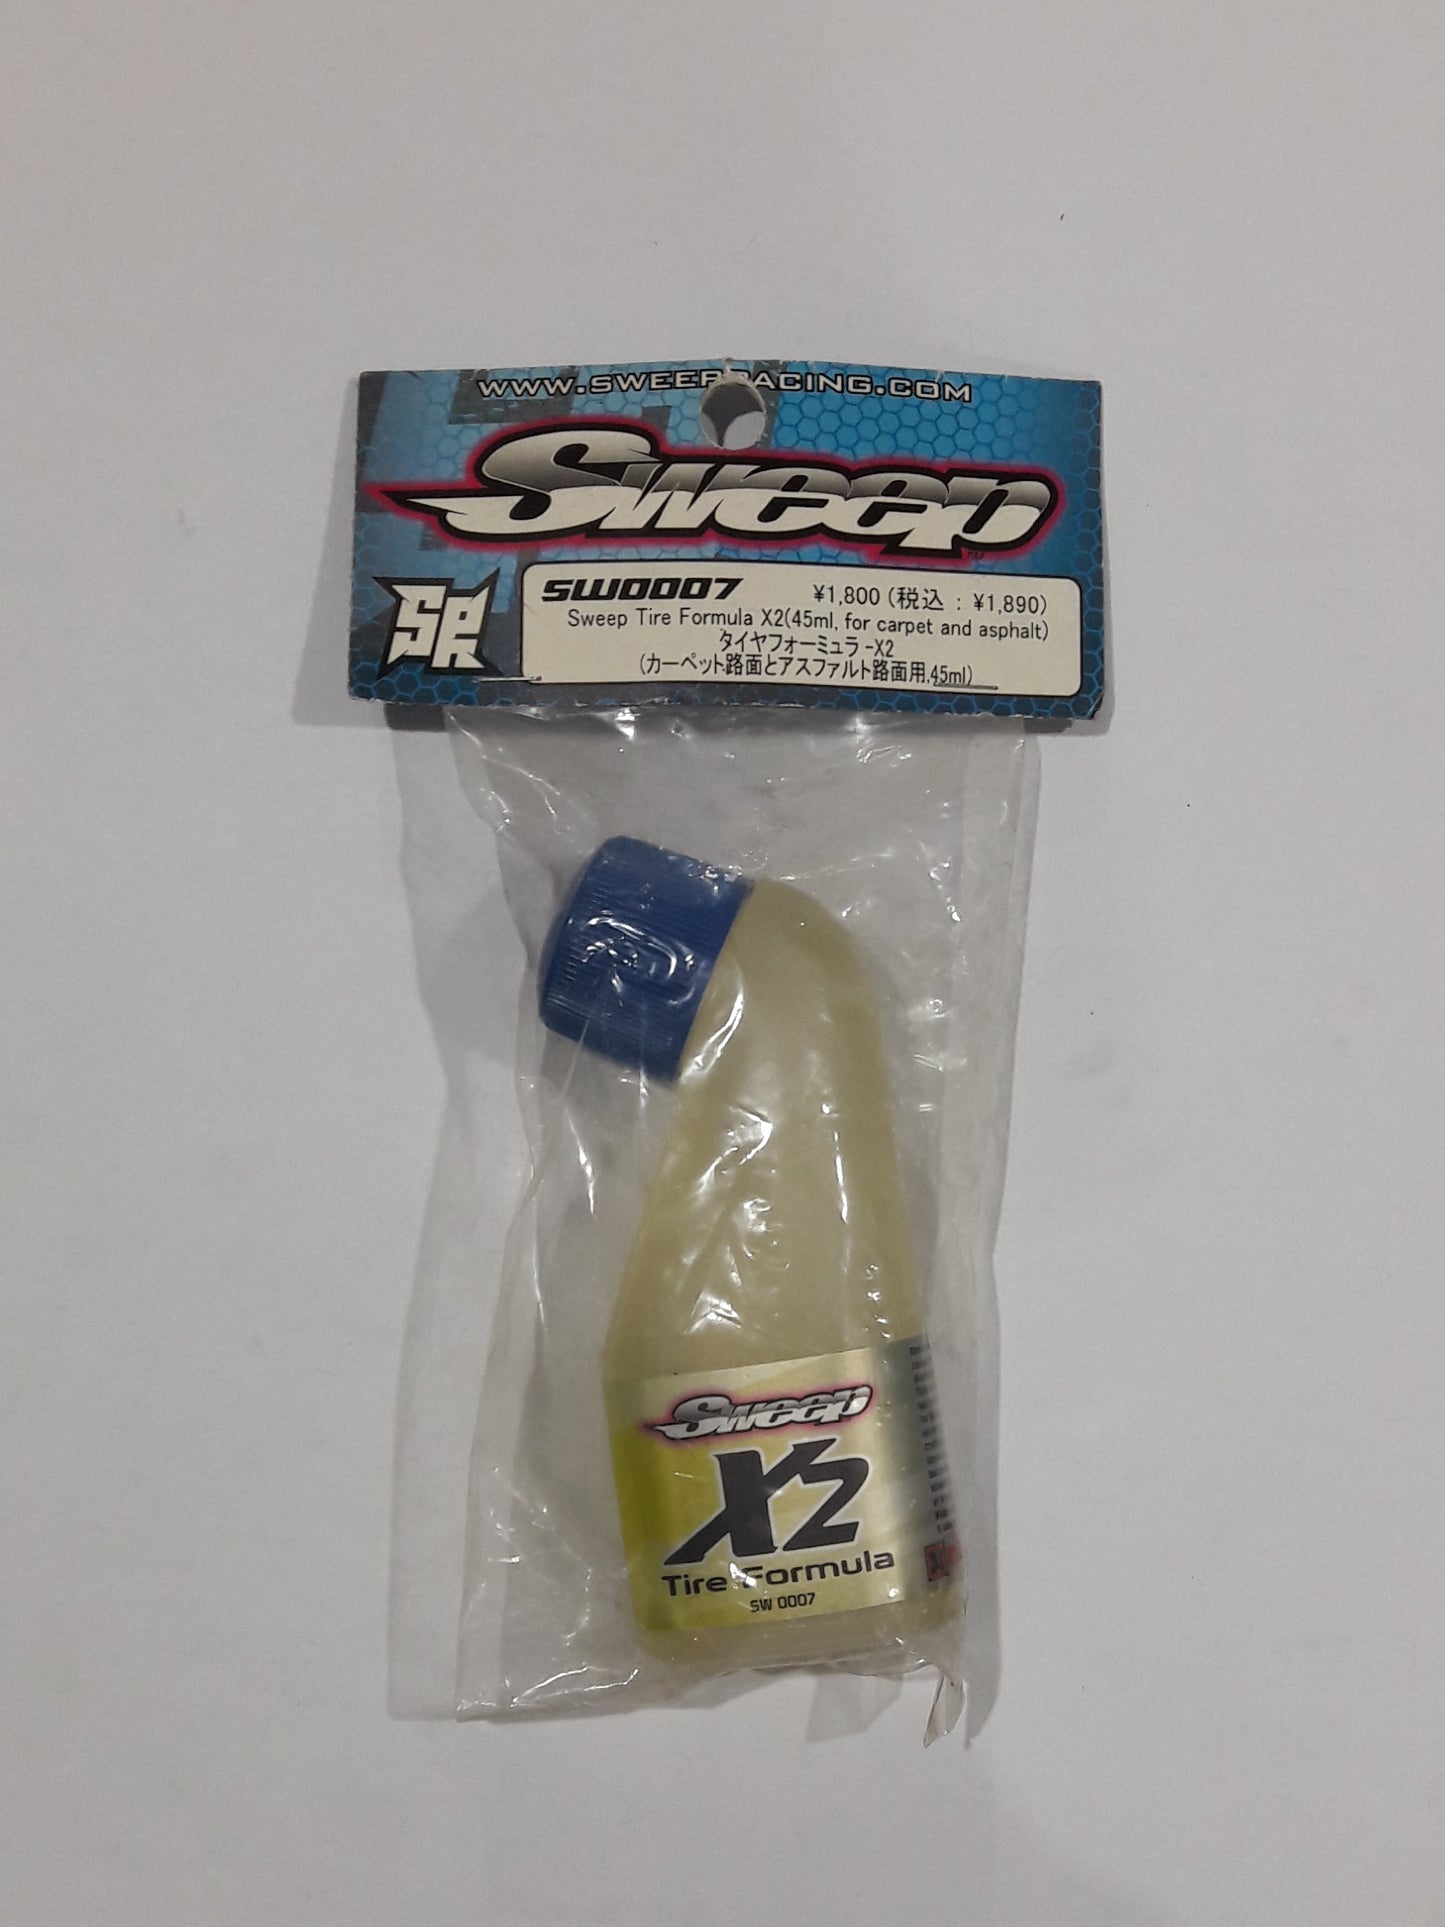 WWW.SWEEPRACING.COM
Sweep
SR
SW0007 ¥1,800 (税込 : ¥1,890)
Sweep Tire Formula X2(45ml, for carpet and asphalt)
タイヤフォーミュラ -X2
(カーペット路面とアスファルト路面用,45ml)
Sweep
X2
Tire Formula
SW 0007